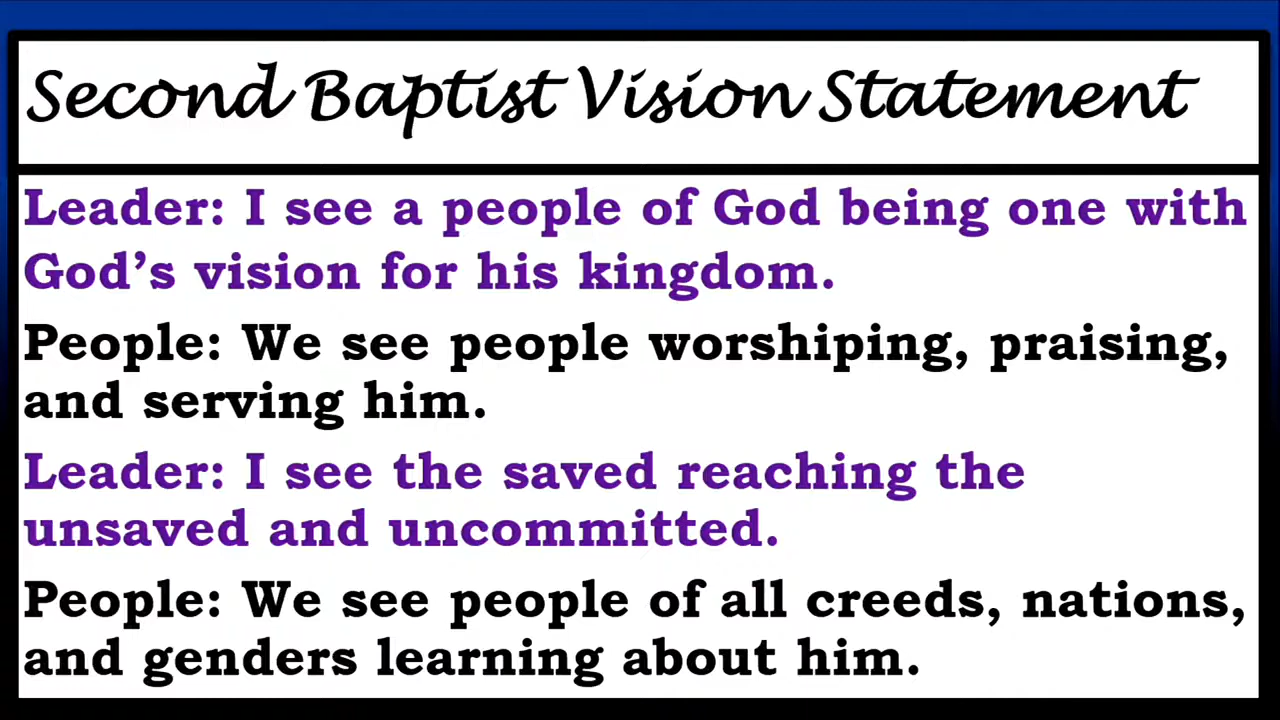 Second Baptist Vision Statement
Leader: I see a people of God being one with
God’s vision for his kingdom.
People: We see people worshiping, praising,
and serving him.
Leader: I see the saved reaching the
unsaved and uncommitted.
People: We see people of all creeds, nations,
and genders learning about him.